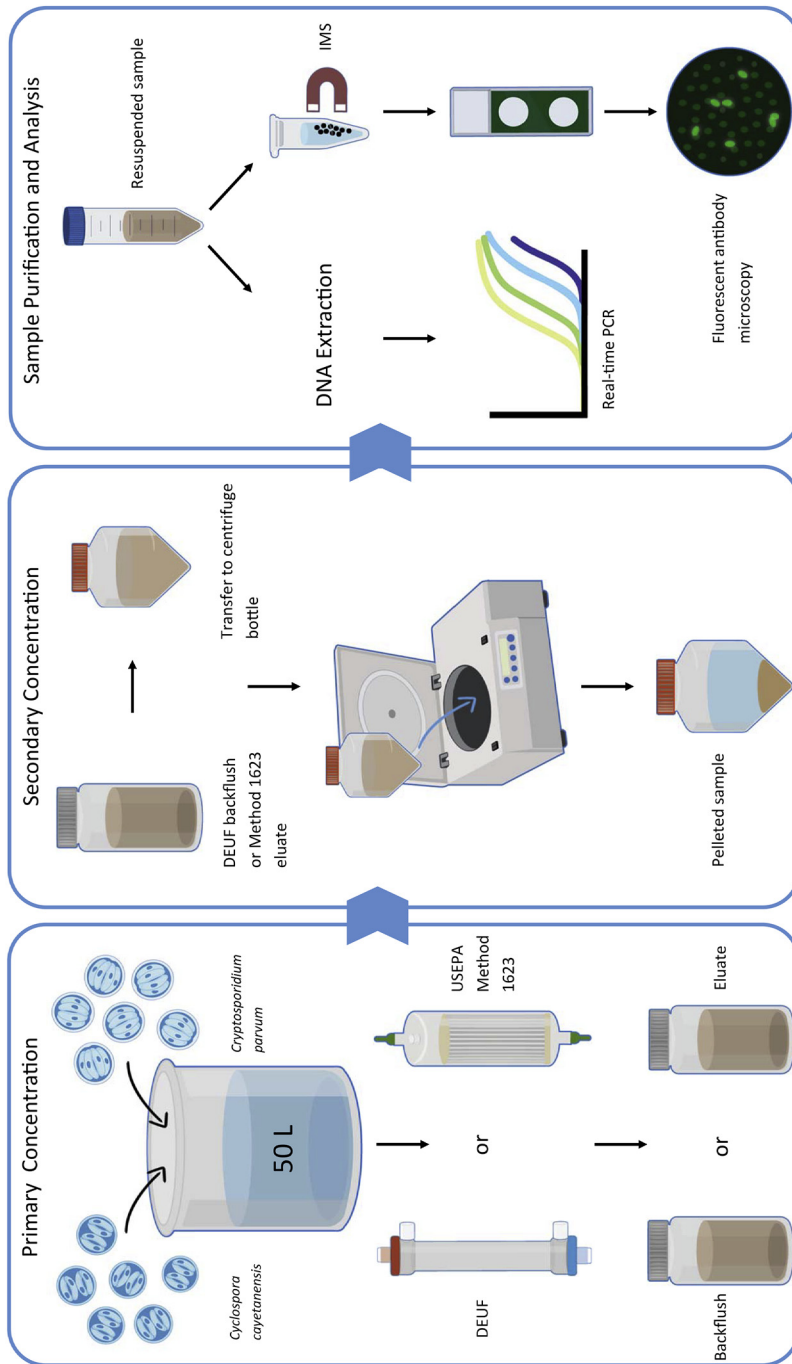 Primary Concentration
Cyclospora
cayetanensis
Cryptosporidium
parvum
50 L
DEUF
or
USEPA
Method
1623
Backflush
or
Eluate
Secondary Concentration
DEUF backflush
or Method 1623
eluate
Transfer to centrifuge
bottle
Pelleted sample
Sample Purification and Analysis
Resuspended sample
DNA Extraction
IMS
Real-time PCR
Fluorescent antibody
microscopy